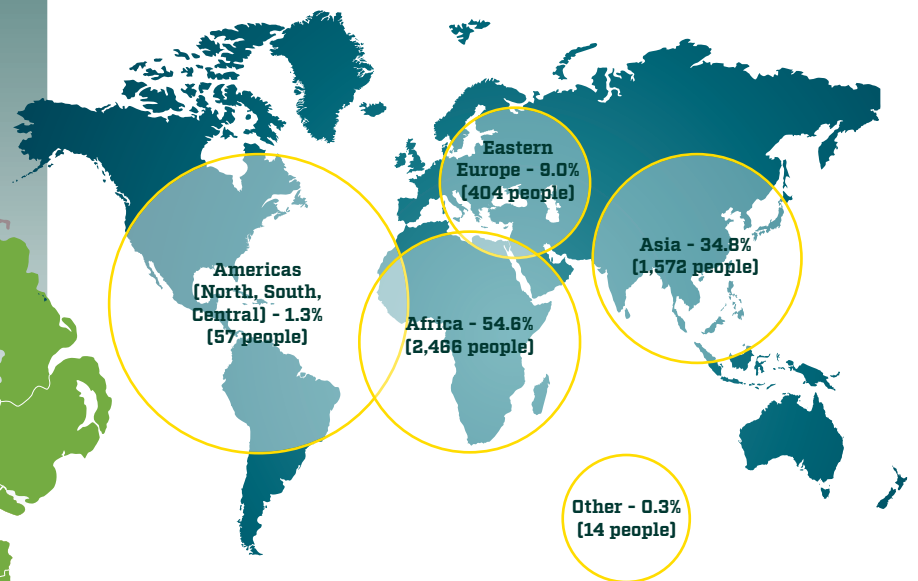 Eastern
Europe - 9.0%
(404 people)
Asia - 34.8%
(1,572 people)
Americas
(North, South,
Central) - 1.3%
(57 people)
Africa - 54.6%
(2,466 people)
Other - 0.3%
(14 people)